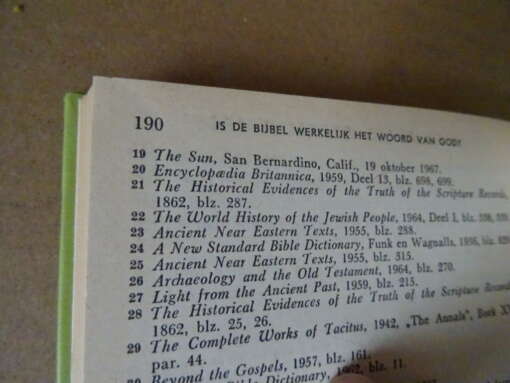 190 IS DE BIJBEL WERKELIJK HET WOORD VAN GOD?
19 The Sun, San Bernardino, Calif., 19 oktober 1967.
20 Encyclopædia Britannica, 1959, Deel 13, blz. 698, 699.
21 The Historical Evidences of the Truth of the Scripture Records,
1862, blz. 287.
22 The World History of the Jewish People, 1964, Deel I, blz.
23 Ancient Near Eastern Texts, 1955, blz. 288.
24 A New Standard Bible Dictionary, Funk en Wagnalls, 1936, blz.
25 Ancient Near Eastern Texts, 1955, blz. 315.
26 Archaeology and the Old Testament, 1964, blz. 270.
27 Light from the Ancient Past, 1959, blz. 215.
28 The Historical Evidences of the Truth of the Scripture Records
1862, blz. 25, 26.
29 The Complete Works of Tacitus, 1942, „The Annals”, Boek
par. 44.
30 Beyond the Gospels, 1957, blz. 161.
Bible Dictionary, blz. 11.